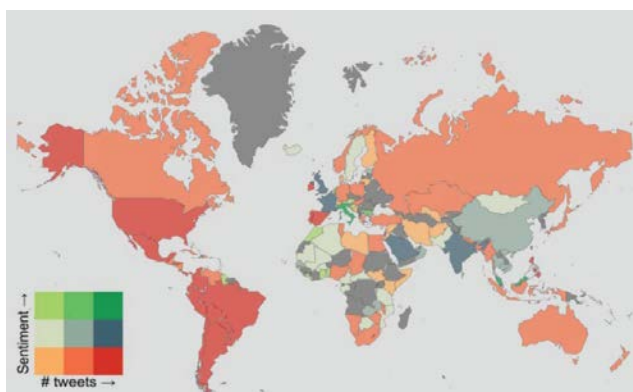 Sentiment →
# tweets →